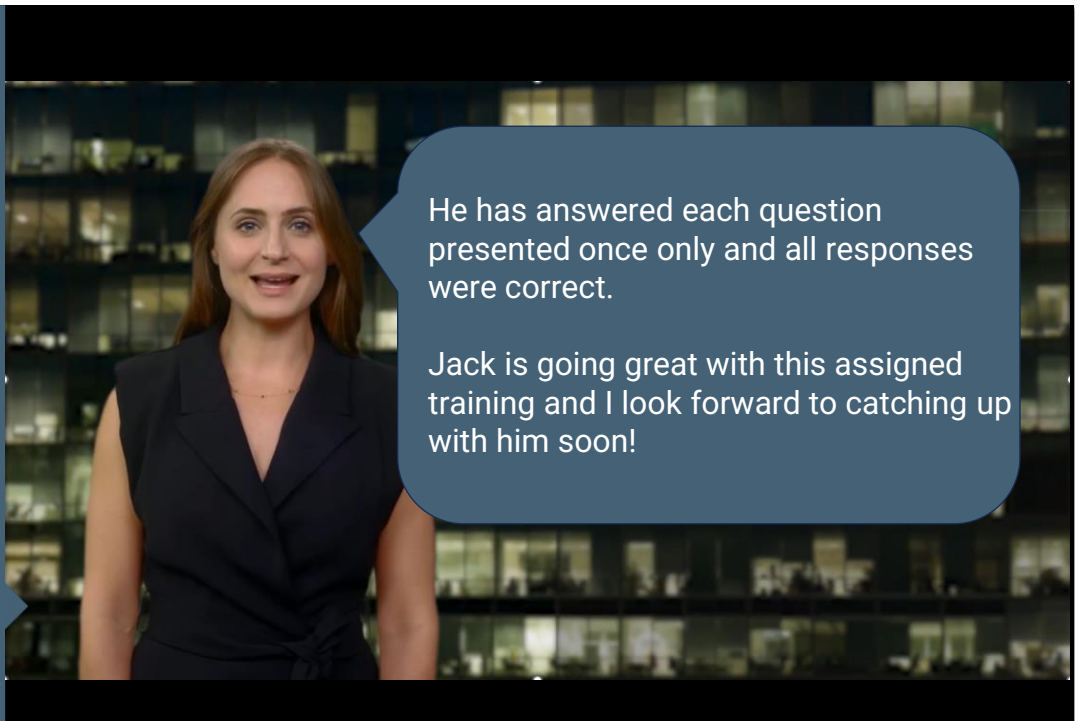 He has answered each question
presented once only and all responses
were correct.
Jack is going great with this assigned
training and I look forward to catching up
with him soon!